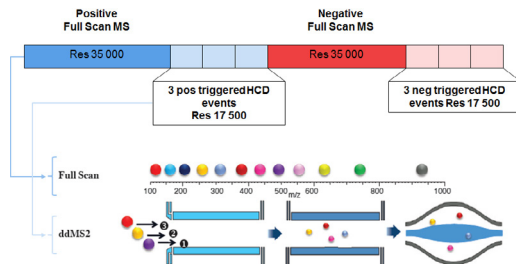 Positive
Full Scan MS
Negative
Full Scan MS
Res 35 000
Res 35 000
3 pos triggered HCD
events
Res 17 500
3 neg triggered HCD
events Res 17 500
Full Scan
100 200 300 400 500 600 800 1000
m/z
ddMS2
3
2
1